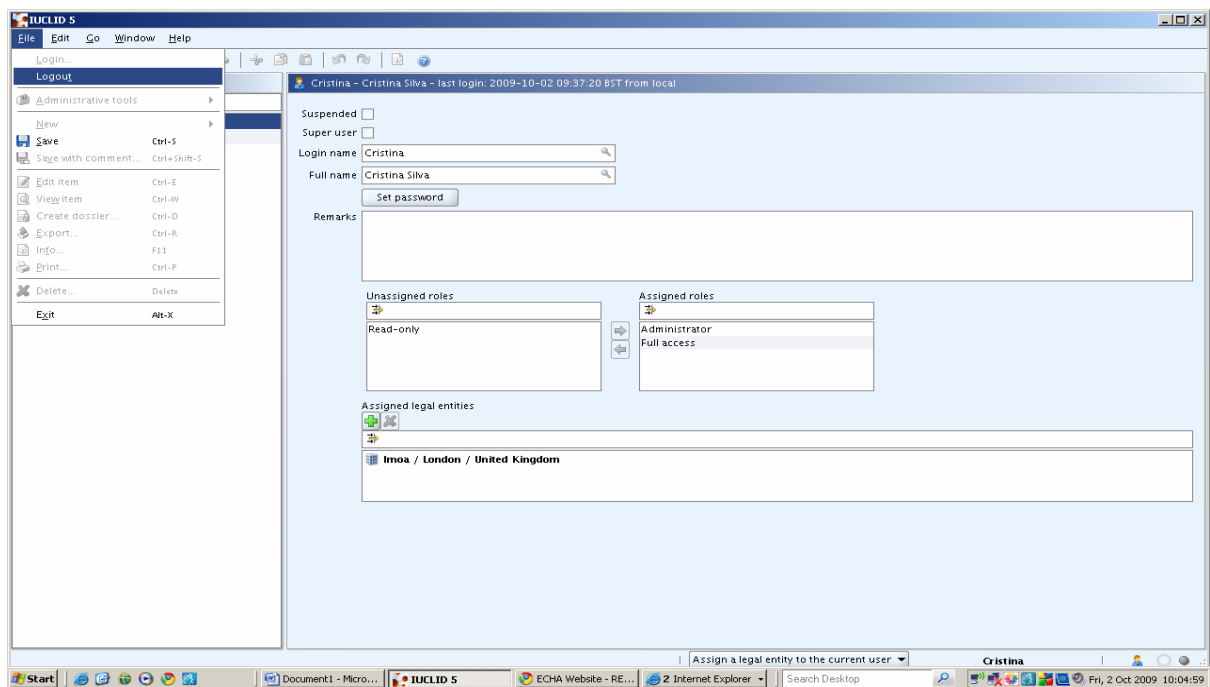 IUCLID 5
File Edit Go Window Help
Login...
Logout
Administrative tools
New
Save Ctrl-S
Save with comment... Ctrl+Shift-S
Edit item Ctrl-E
View item Ctrl-W
Create dossier... Ctrl-D
Export... Ctrl-R
Info... F11
Print... Ctrl-P
Delete... Delete
Exit Alt-X
Cristina - Cristina Silva - last login: 2009-10-02 09:37:20 BST from local
Suspended
Super user
Login name Cristina
Full name Cristina Silva
Set password
Remarks
Unassigned roles
Read-only
Assigned roles
Administrator
Full access
Assigned legal entities
Imoa / London / United Kingdom
Assign a legal entity to the current user
Cristina
Start Document1 - Micro... IUCLID 5 ECHA Website - RE... 2 Internet Explorer Search Desktop Fri, 2 Oct 2009 10:04:59